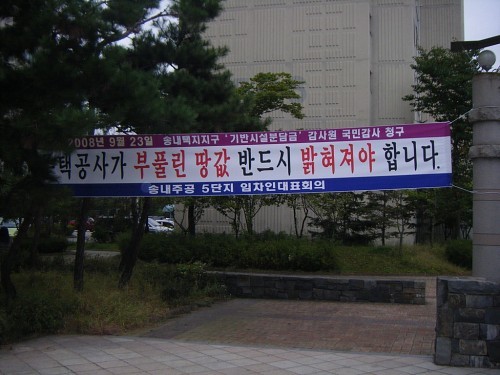 2008년 9월 23일 송내택지지구 '기반시설분담금' 감사원 국민감사 청구
택공사가 부풀린 땅값 반드시 밝혀져야 합니다.
송내주공 5단지 임차인대표회의